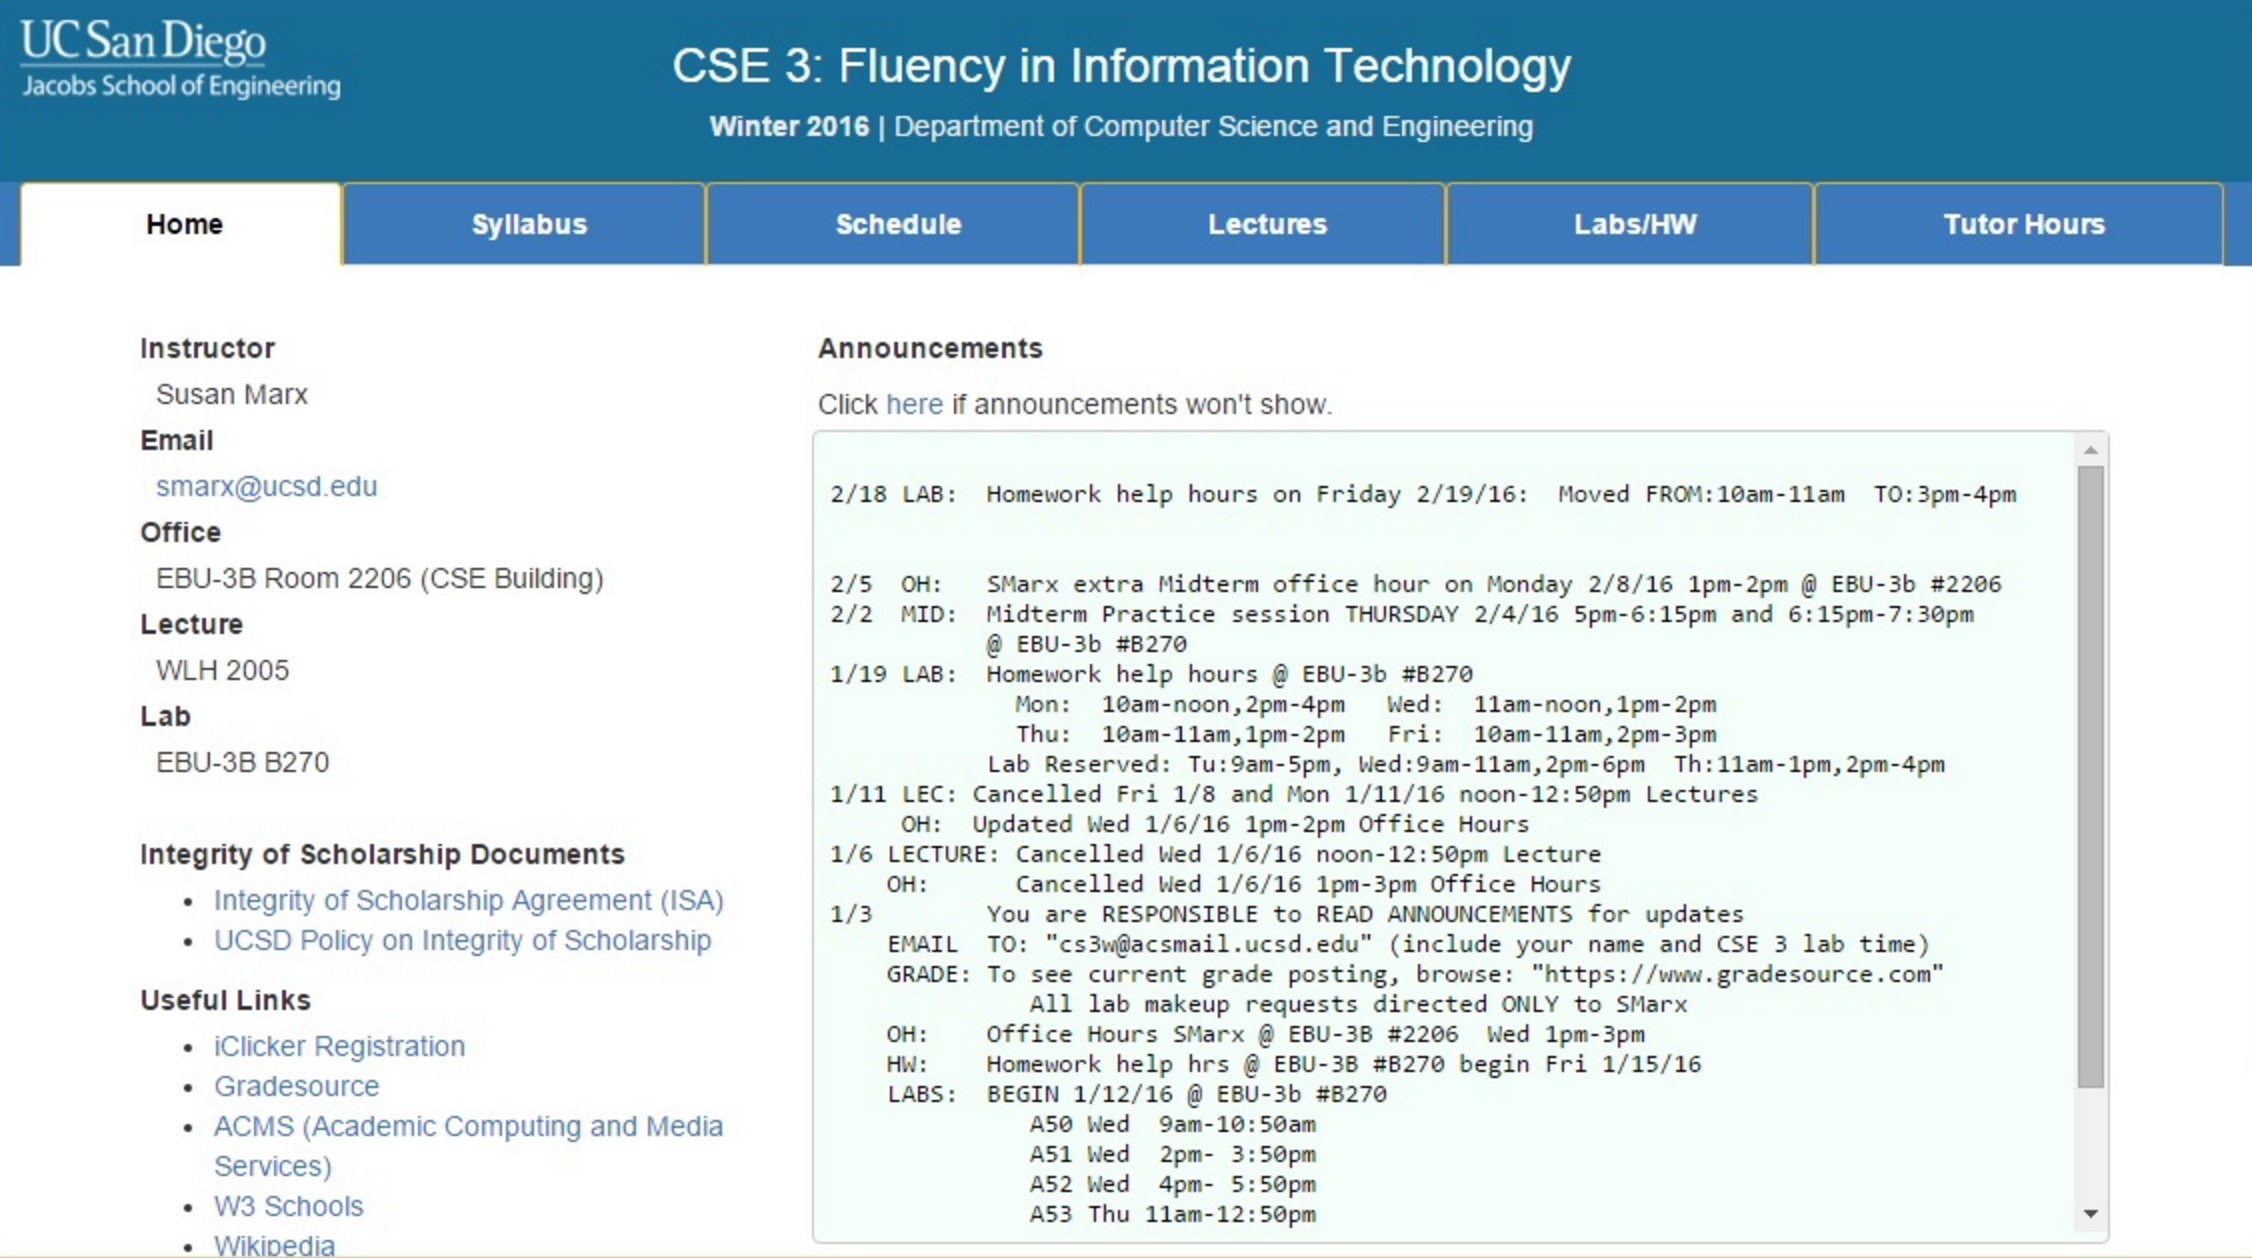 UC San Diego
Jacobs School of Engineering
CSE 3: Fluency in Information Technology
Winter 2016 | Department of Computer Science and Engineering
Home Syllabus Schedule Lectures Labs/HW Tutor Hours
Instructor
Susan Marx
Email
smarx@ucsd.edu
Office
EBU-3B Room 2206 (CSE Building)
Lecture
WLH 2005
Lab
EBU-3B B270
Integrity of Scholarship Documents
• Integrity of Scholarship Agreement (ISA)
• UCSD Policy on Integrity of Scholarship
Useful Links
• iClicker Registration
• Gradesource
• ACMS (Academic Computing and Media
Services)
• W3 Schools
• Wikipedia
Announcements
Click here if announcements won't show.
2/18 LAB: Homework help hours on Friday 2/19/16: Moved FROM:10am-11am TO:3pm-4pm
2/5 OH: SMarx extra Midterm office hour on Monday 2/8/16 1pm-2pm @ EBU-3b #2206
2/2 MID: Midterm Practice session THURSDAY 2/4/16 5pm-6:15pm and 6:15pm-7:30pm
@ EBU-3b #B270
1/19 LAB: Homework help hours @ EBU-3b #B270
Mon: 10am-noon,2pm-4pm Wed: 11am-noon,1pm-2pm
Thu: 10am-11am,1pm-2pm Fri: 10am-11am,2pm-3pm
Lab Reserved: Tu:9am-5pm, Wed:9am-11am,2pm-6pm Th:11am-1pm,2pm-4pm
1/11 LEC: Cancelled Fri 1/8 and Mon 1/11/16 noon-12:50pm Lectures
OH: Updated Wed 1/6/16 1pm-2pm Office Hours
1/6 LECTURE: Cancelled Wed 1/6/16 noon-12:50pm Lecture
OH: Cancelled Wed 1/6/16 1pm-3pm Office Hours
1/3 You are RESPONSIBLE to READ ANNOUNCEMENTS for updates
EMAIL TO: "cs3w@acsmail.ucsd.edu" (include your name and CSE 3 lab time)
GRADE: To see current grade posting, browse: "https://www.gradesource.com"
All lab makeup requests directed ONLY to SMarx
OH: Office Hours SMarx @ EBU-3B #2206 Wed 1pm-3pm
HW: Homework help hrs @ EBU-3B #B270 begin Fri 1/15/16
LABS: BEGIN 1/12/16 @ EBU-3b #B270
A50 Wed 9am-10:50am
A51 Wed 2pm- 3:50pm
A52 Wed 4pm- 5:50pm
A53 Thu 11am-12:50pm